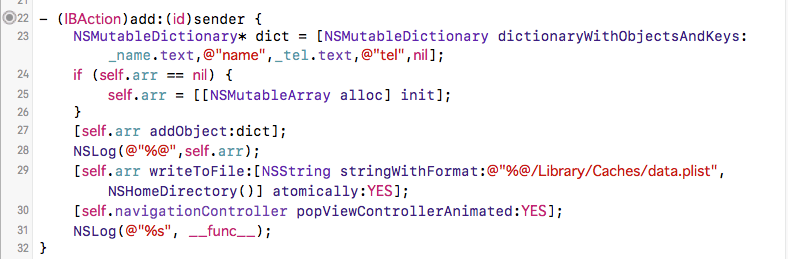 22 - (IBAction)add:(id)sender {
23 NSMutableDictionary* dict = [NSMutableDictionary dictionaryWithObjectsAndKeys:
_name.text,@"name",_tel.text,@"tel",nil];
24 if (self.arr == nil) {
25 self.arr = [[NSMutableArray alloc] init];
26 }
27 [self.arr addObject:dict];
28 NSLog(@"%@",self.arr);
29 [self.arr writeToFile:[NSString stringWithFormat:@"%@/Library/Caches/data.plist",
NSHomeDirectory()] atomically:YES];
30 [self.navigationController popViewControllerAnimated:YES];
31 NSLog(@"%s", __func__);
32 }